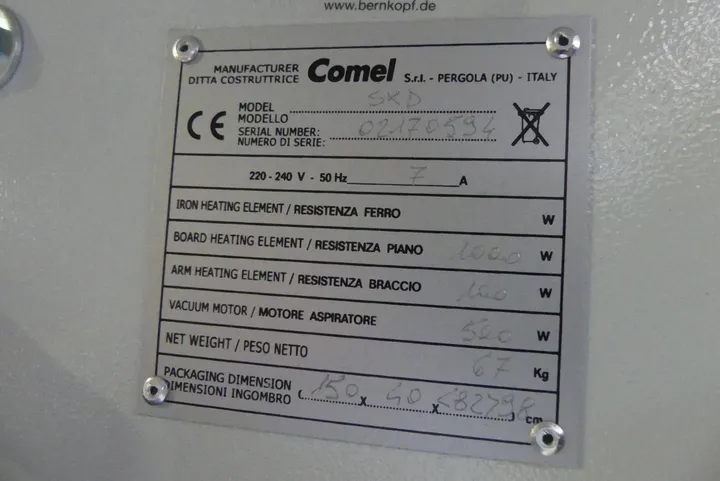 www.bernkopf.de
MANUFACTURER
DITTA COSTRUTTRICE Comel S.r.l. - PERGOLA (PU) - ITALY
CE
MODEL
MODELLO SKD
SERIAL NUMBER:
NUMERO DI SERIE: 02170594
220-240 V - 50 Hz 7 A
IRON HEATING ELEMENT / RESISTENZA FERRO W
BOARD HEATING ELEMENT / RESISTENZA PIANO 1000 W
ARM HEATING ELEMENT / RESISTENZA BRACCIO 100 W
VACUUM MOTOR / MOTORE ASPIRATORE W
NET WEIGHT / PESO NETTO 67 Kg
PACKAGING DIMENSION
DIMENSIONI INGOMBRO (150 x 40 x ) cm